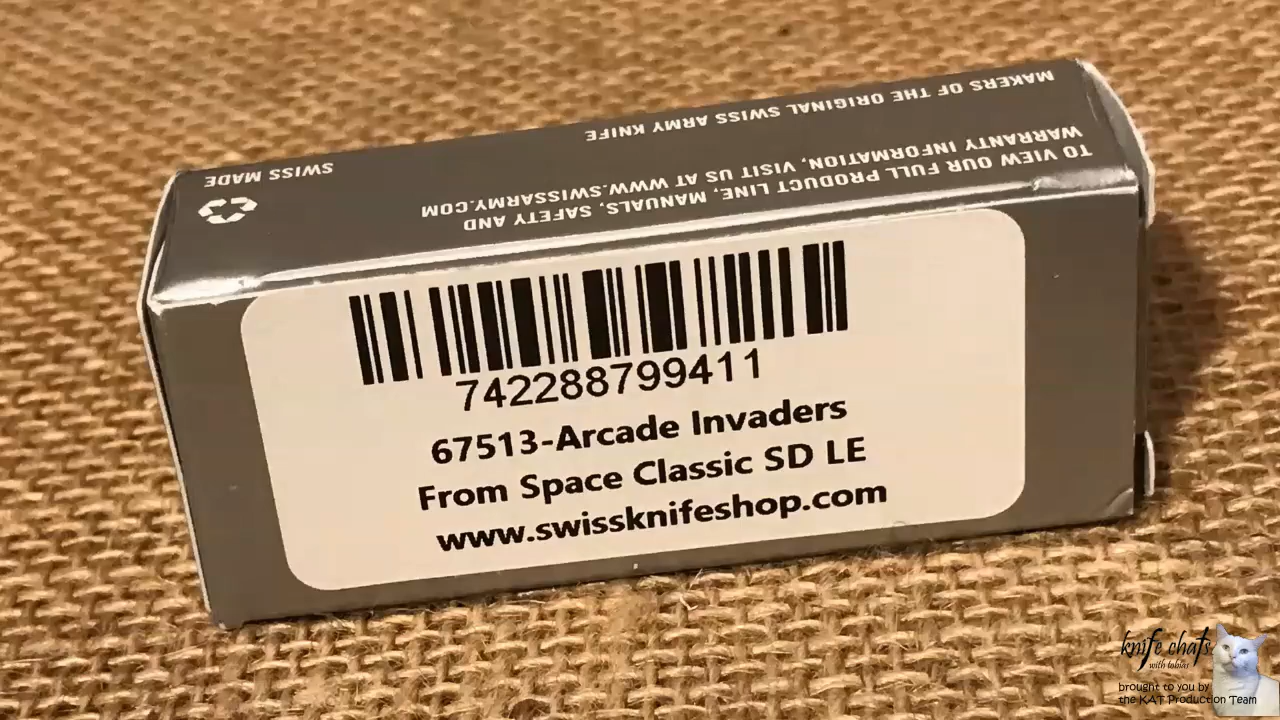 MAKERS OF THE ORIGINAL SWISS ARMY KNIFE
SWISS MADE
TO VIEW OUR FULL PRODUCT LINE, MANUALS, SAFETY AND
WARRANTY INFORMATION, VISIT US AT WWW.SWISSARMY.COM
742288799411
67513-Arcade Invaders
From Space Classic SD LE
www.swissknifeshop.com
knife chats
with tobias
brought to you by
the KAT Production Team